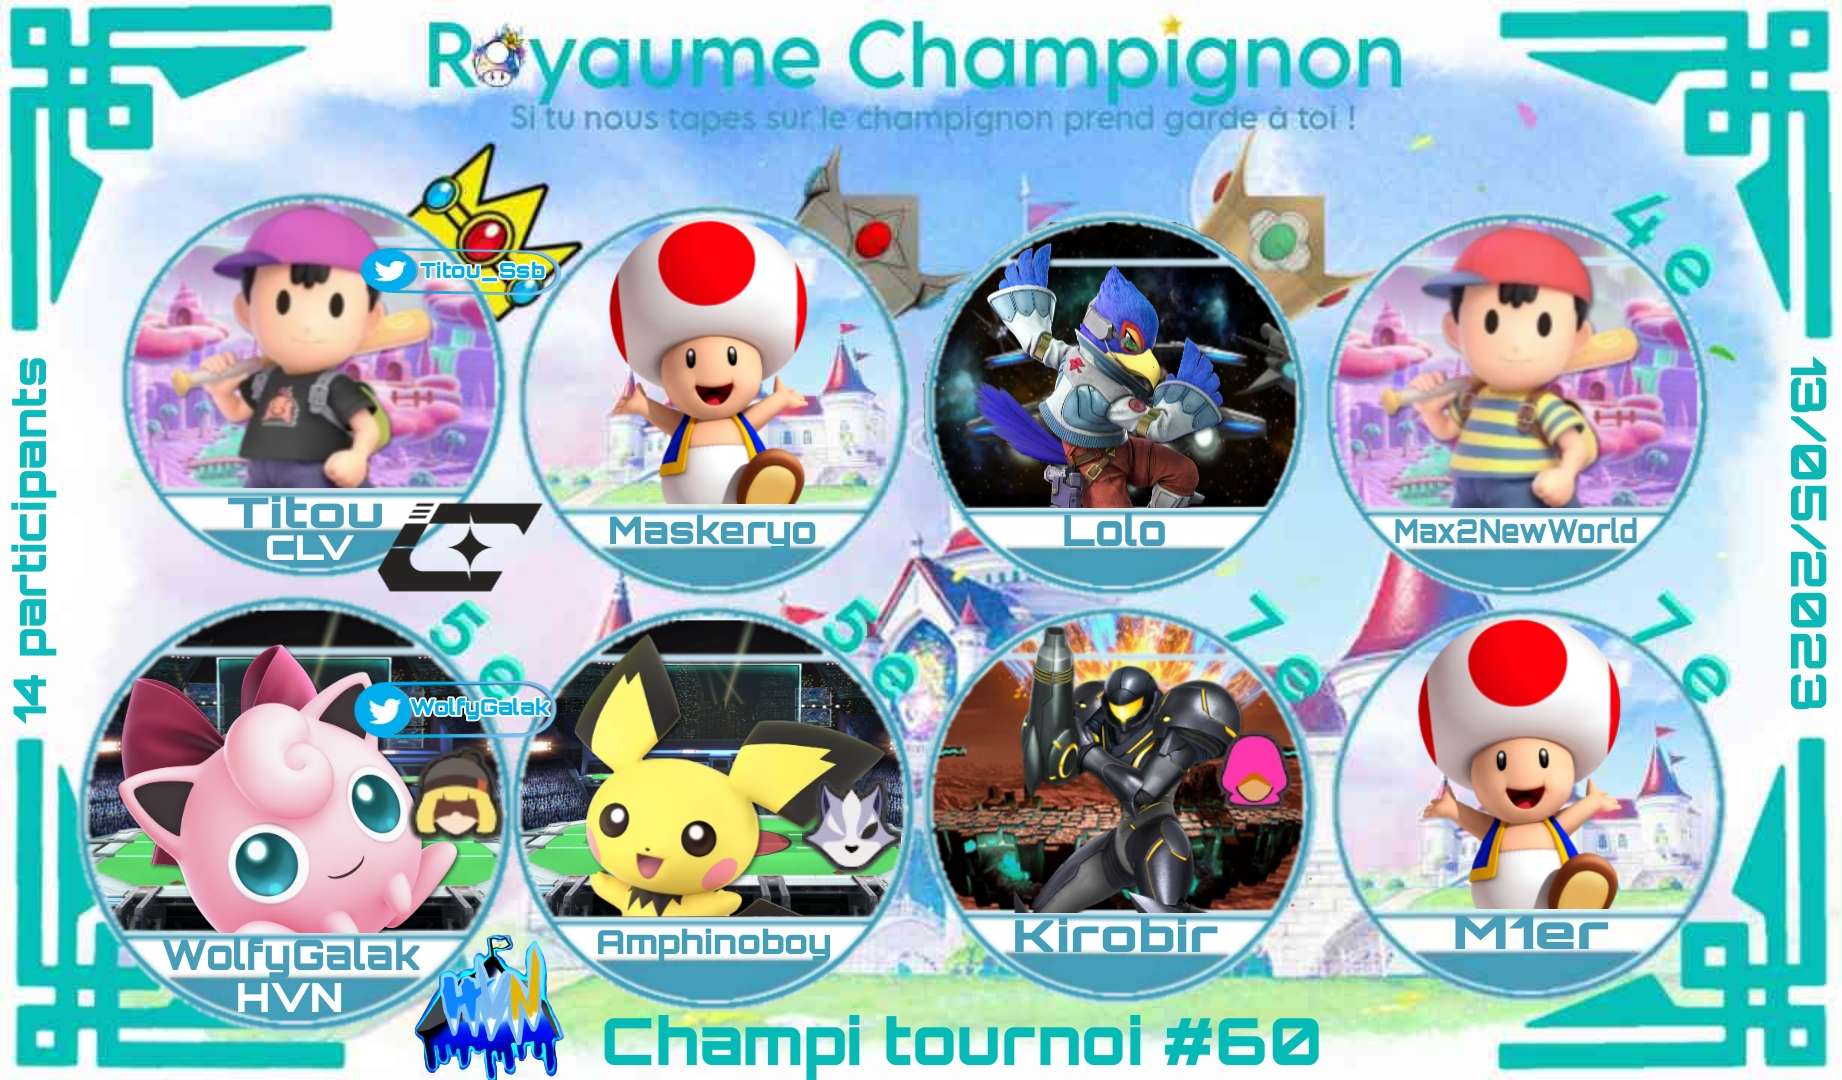 Royaume Champignon
Si tu nous tapes sur le champignon prend garde à toi !
14 participants
13/05/2023
Titou_Ssb
4e
Titou
CLV
Maskeryo
Lolo
Max2NewWorld
5e
5e
7e
7e
WolfyGalak
WolfyGalak
HVN
HVN
Amphinoboy
Kirobir
M1er
Champi tournoi #60